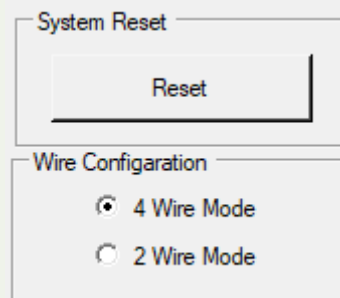 System Reset
Reset
Wire Configaration
4 Wire Mode
2 Wire Mode